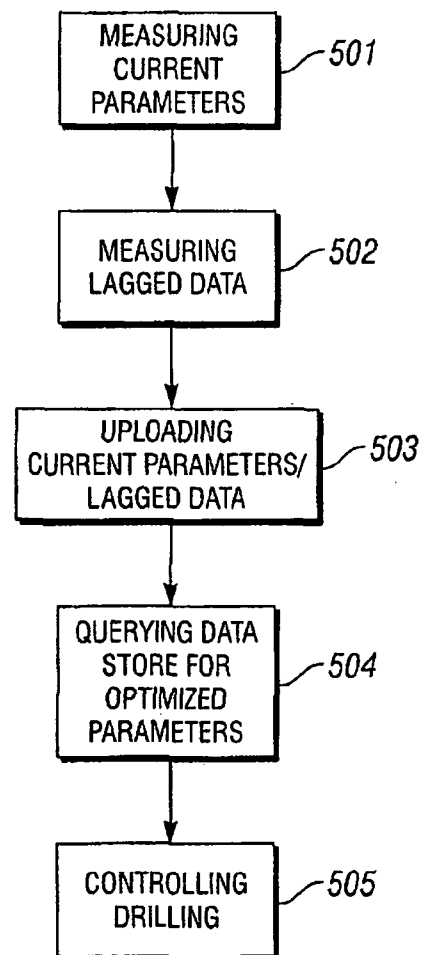 MEASURING
CURRENT
PARAMETERS
501
MEASURING
LAGGED DATA
502
UPLOADING
CURRENT PARAMETERS/
LAGGED DATA
503
QUERYING DATA
STORE FOR
OPTIMIZED
PARAMETERS
504
CONTROLLING
DRILLING
505